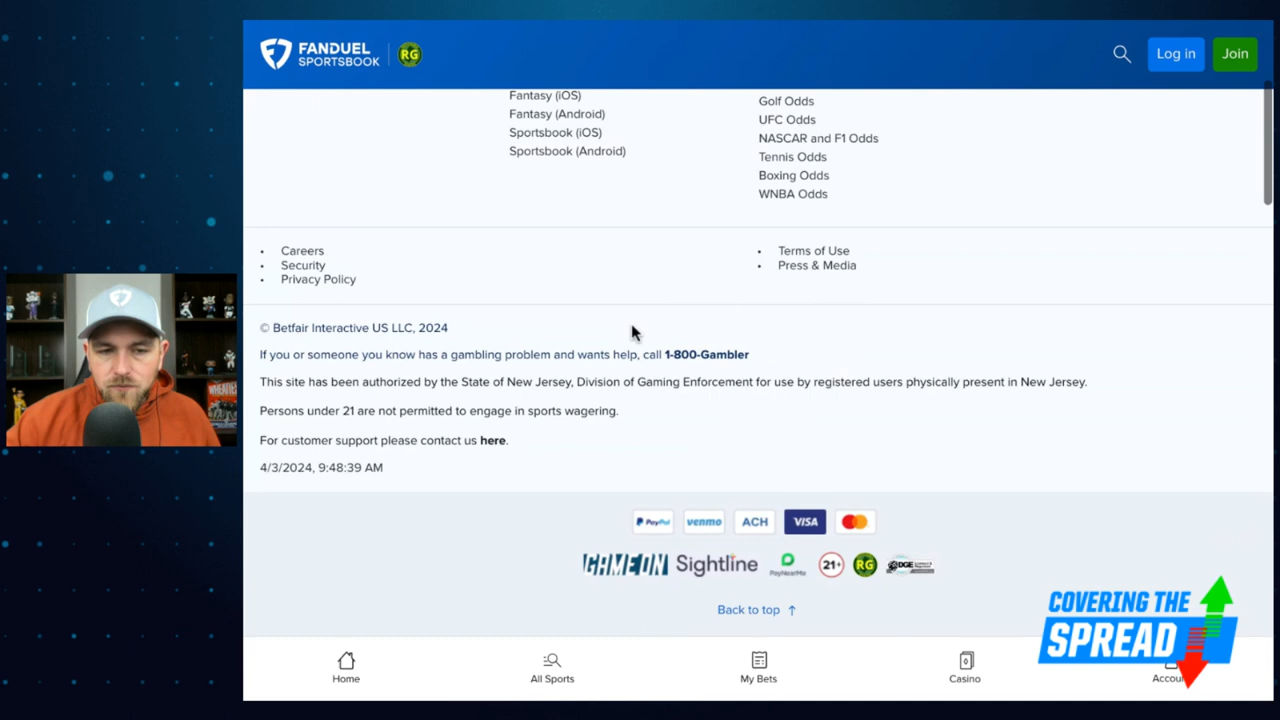 FANDUEL
SPORTSBOOK
RG
Log in
Join
Fantasy (iOS)
Fantasy (Android)
Sportsbook (iOS)
Sportsbook (Android)
Golf Odds
UFC Odds
NASCAR and F1 Odds
Tennis Odds
Boxing Odds
WNBA Odds
• Careers
• Security
• Privacy Policy
• Terms of Use
• Press & Media
© Betfair Interactive US LLC, 2024
If you or someone you know has a gambling problem and wants help, call 1-800-Gambler
This site has been authorized by the State of New Jersey, Division of Gaming Enforcement for use by registered users physically present in New Jersey.
Persons under 21 are not permitted to engage in sports wagering.
For customer support please contact us here.
4/3/2024, 9:48:39 AM
PayPal venmo ACH VISA
GAMEON Sightline PayNearMe 21+ RG DGE
Back to top ↑
COVERING THE
SPREAD
Home
All Sports
My Bets
Casino
Accou
WHEATIES